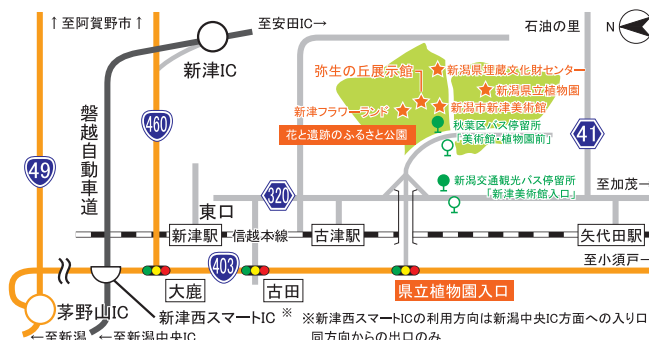 ↑至阿賀野市↑
至安田IC→
石油の里
N
新津IC
弥生の丘展示館
新潟県埋蔵文化財センター
新潟県立植物園
新潟市新津美術館
新津フラワーランド
花と遺跡のふるさと公園
秋葉区バス停留所
「美術館・植物園前」
460
49
磐越自動車道
41
新潟交通観光バス停留所
「新津美術館入口」
320
至加茂→
東口
新津駅
信越本線
古津駅
矢代田駅
403
至小須戸→
大鹿
古田
県立植物園入口
茅野山IC
新津西スマートIC※
※新津西スマートICの利用方向は新潟中央IC方面への入り口
同方向からの出口のみ
←至新潟
←至新潟中央IC